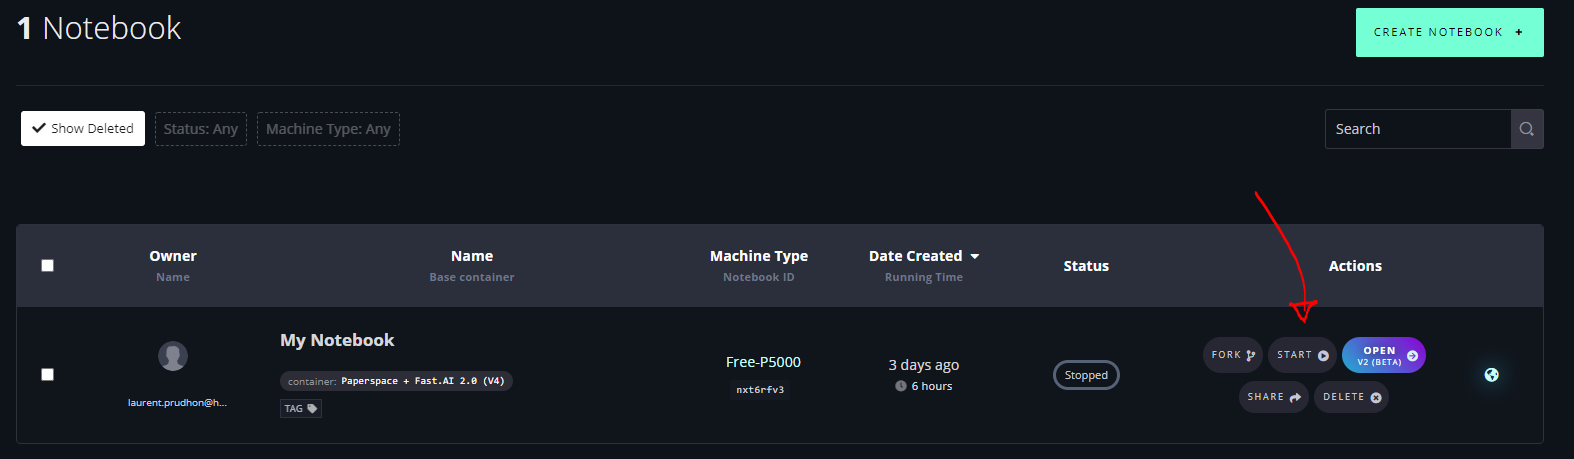 1 Notebook
CREATE NOTEBOOK +
Show Deleted
Status: Any
Machine Type: Any
Search
Owner
Name
Name
Base container
Machine Type
Notebook ID
Date Created
Running Time
Status
Actions
laurent.prudhon@h...
My Notebook
container: Paperspace + Fast.AI 2.0 (V4)
TAG
Free-P5000
nxt6rfv3
3 days ago
6 hours
Stopped
FORK
START
OPEN
V2 (BETA)
SHARE
DELETE